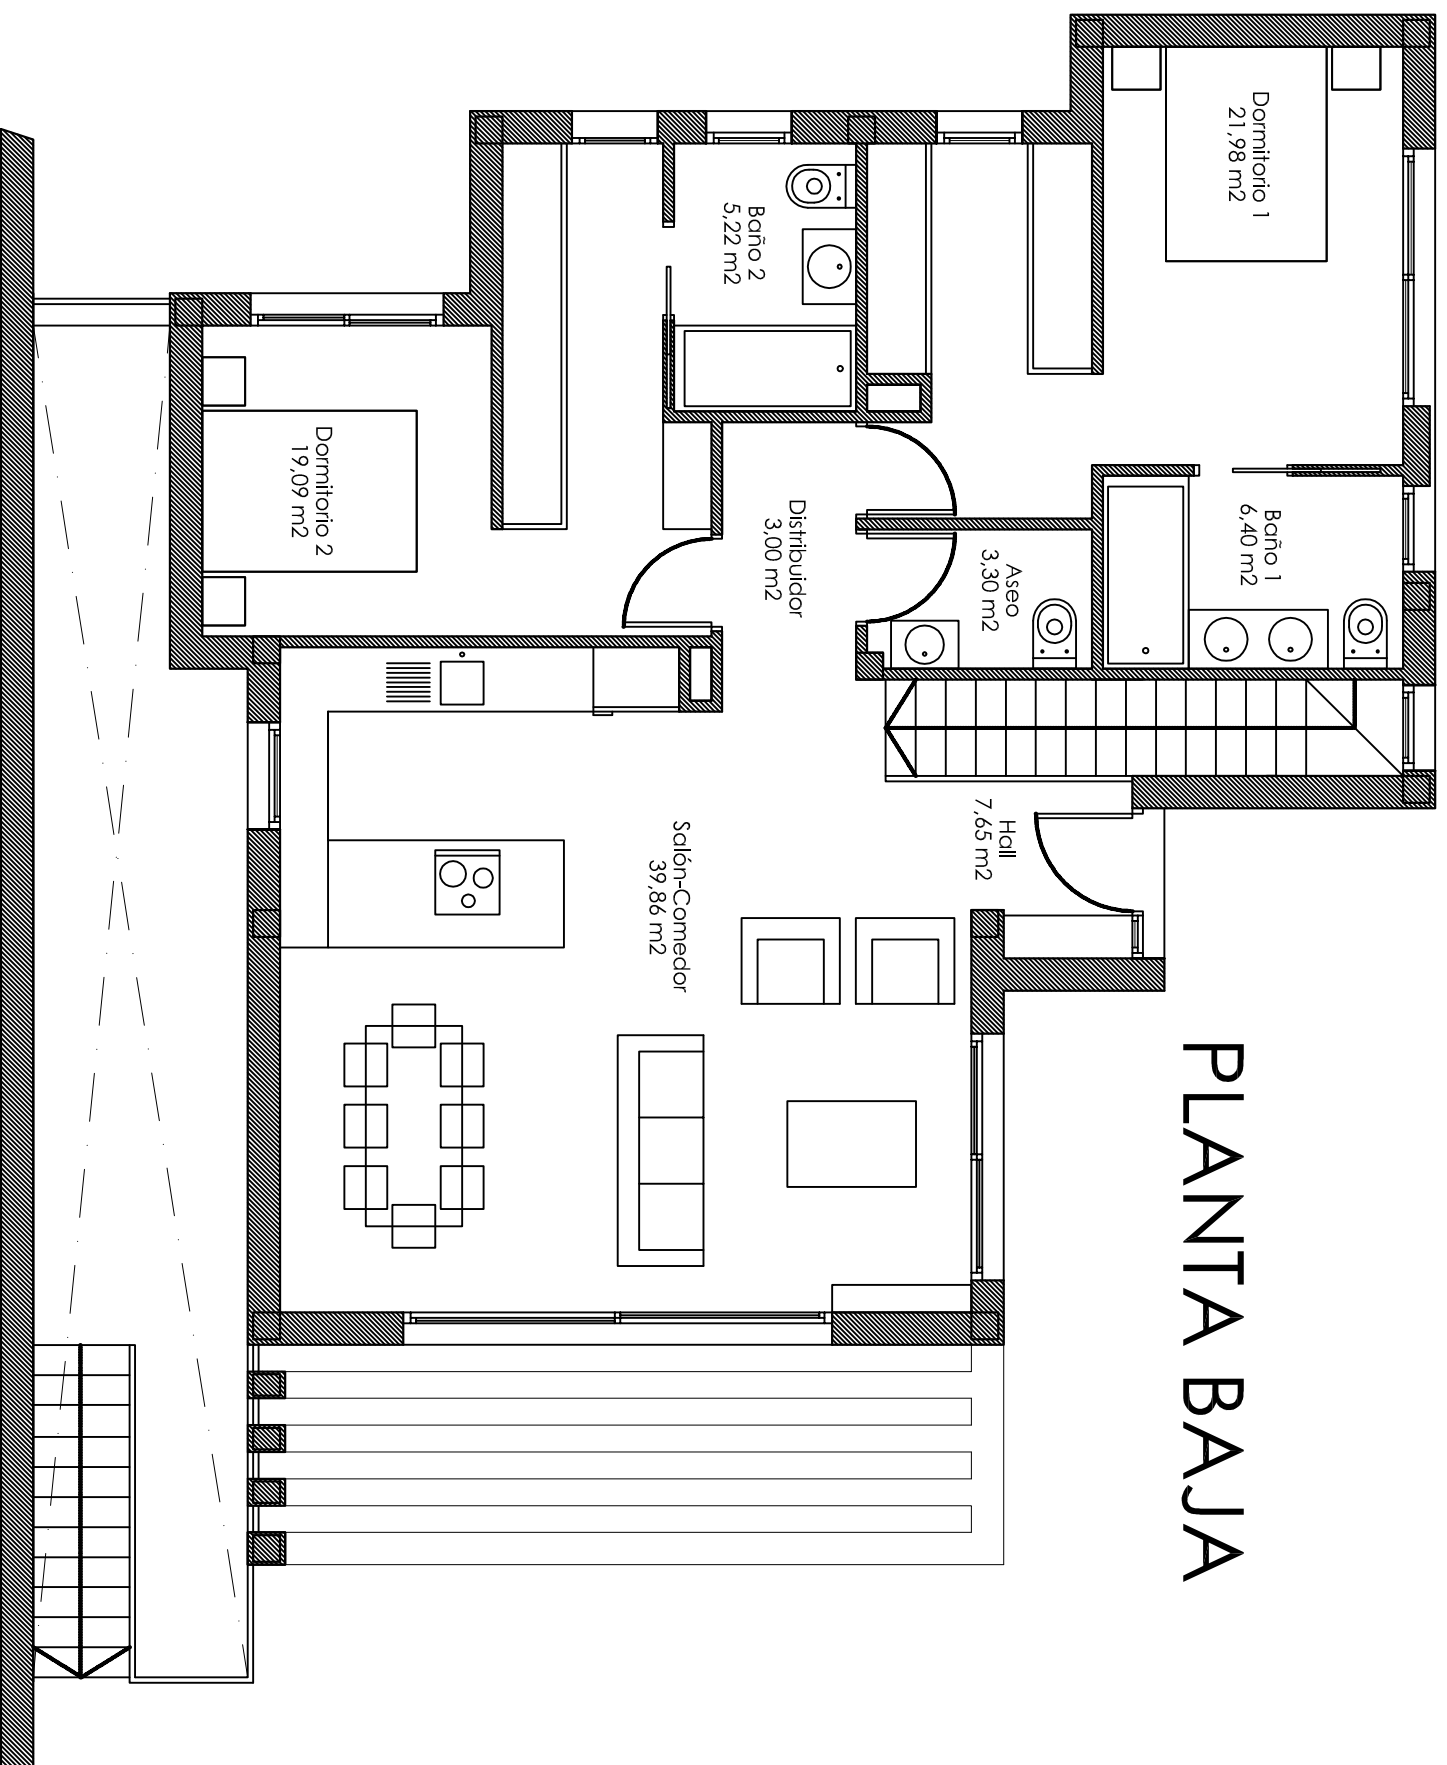 PLANTA BAJA
Dormitorio 1
21,98 m2
Baño 1
6,40 m2
Aseo
3,30 m2
Hall
7,65 m2
Baño 2
5,22 m2
Distribuidor
3,00 m2
Salón-Comedor
39,86 m2
Dormitorio 2
19,09 m2